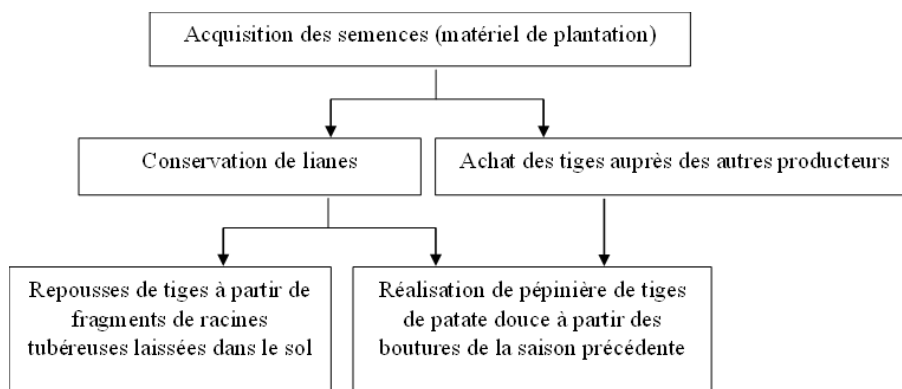 Acquisition des semences (matériel de plantation)
Conservation de lianes
Achat des tiges auprès des autres producteurs
Repousses de tiges à partir de
fragments de racines
tubéreuses laissées dans le sol
Réalisation de pépinière de tiges
de patate douce à partir des
boutures de la saison précédente